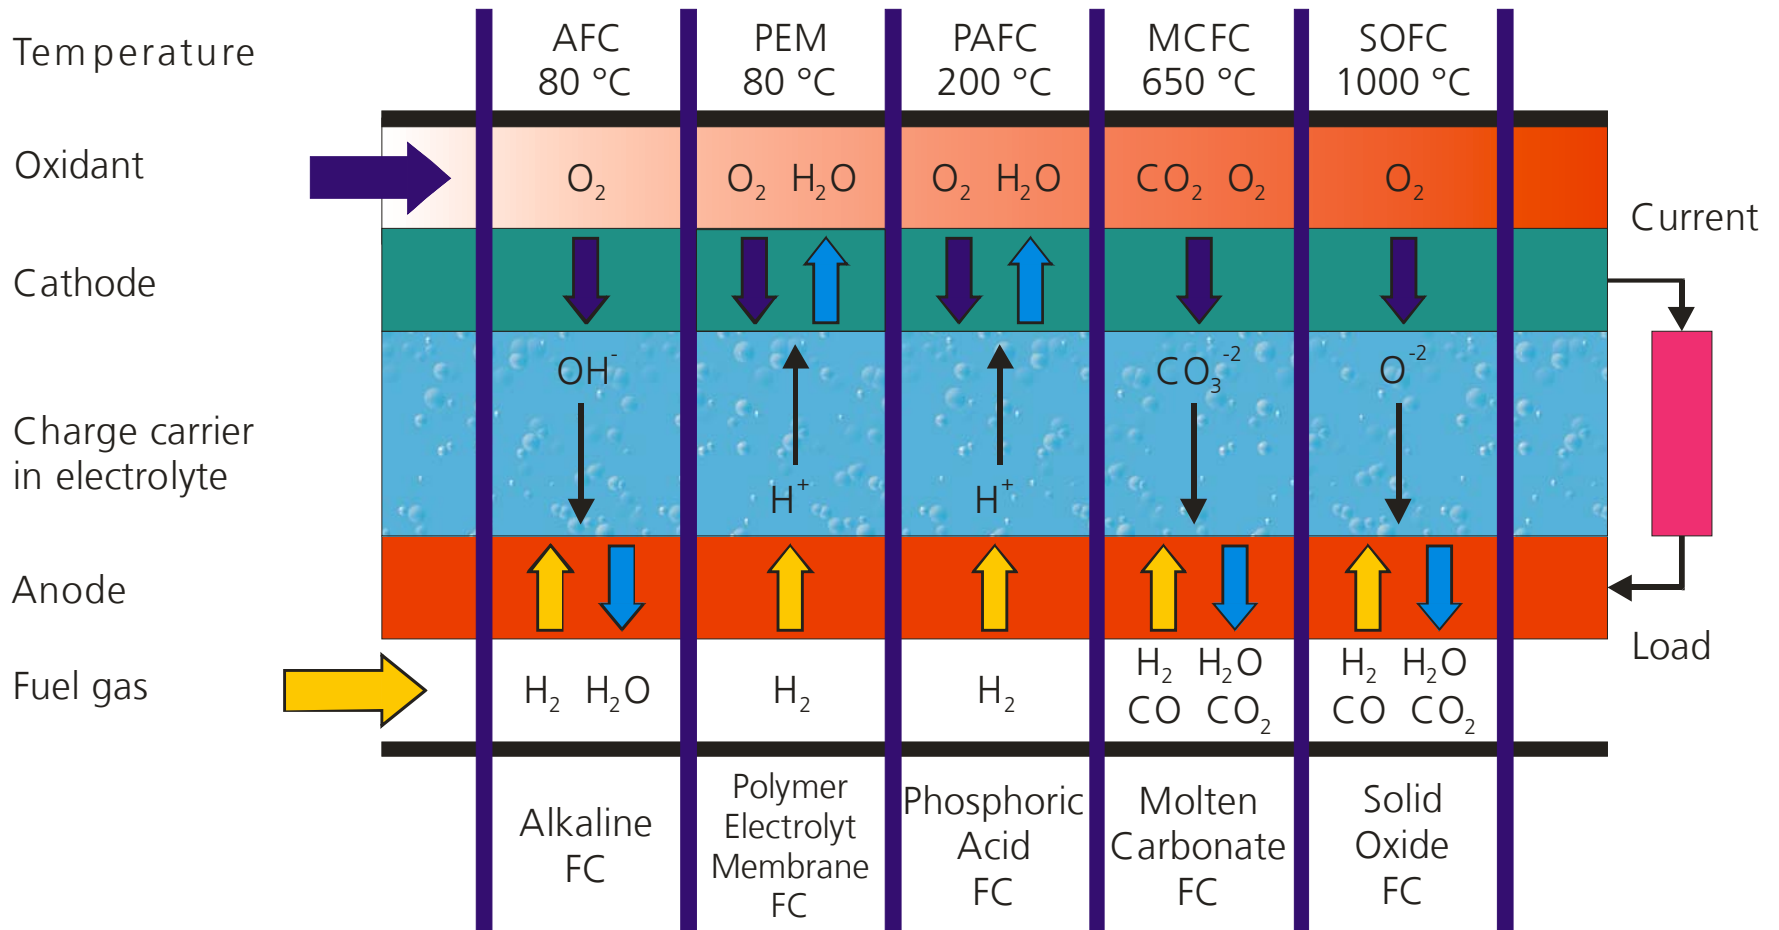 Temperature
AFC
80 °C
PEM
80 °C
PAFC
200 °C
MCFC
650 °C
SOFC
1000 °C
Oxidant
O₂
O₂ H₂O
O₂ H₂O
CO₂ O₂
O₂
Current
Cathode
Charge carrier
in electrolyte
OH⁻
H⁺
H⁺
CO₃⁻²
O⁻²
Anode
Load
Fuel gas
H₂ H₂O
H₂
H₂
H₂ H₂O
CO CO₂
H₂ H₂O
CO CO₂
Alkaline
FC
Polymer
Electrolyt
Membrane
FC
Phosphoric
Acid
FC
Molten
Carbonate
FC
Solid
Oxide
FC